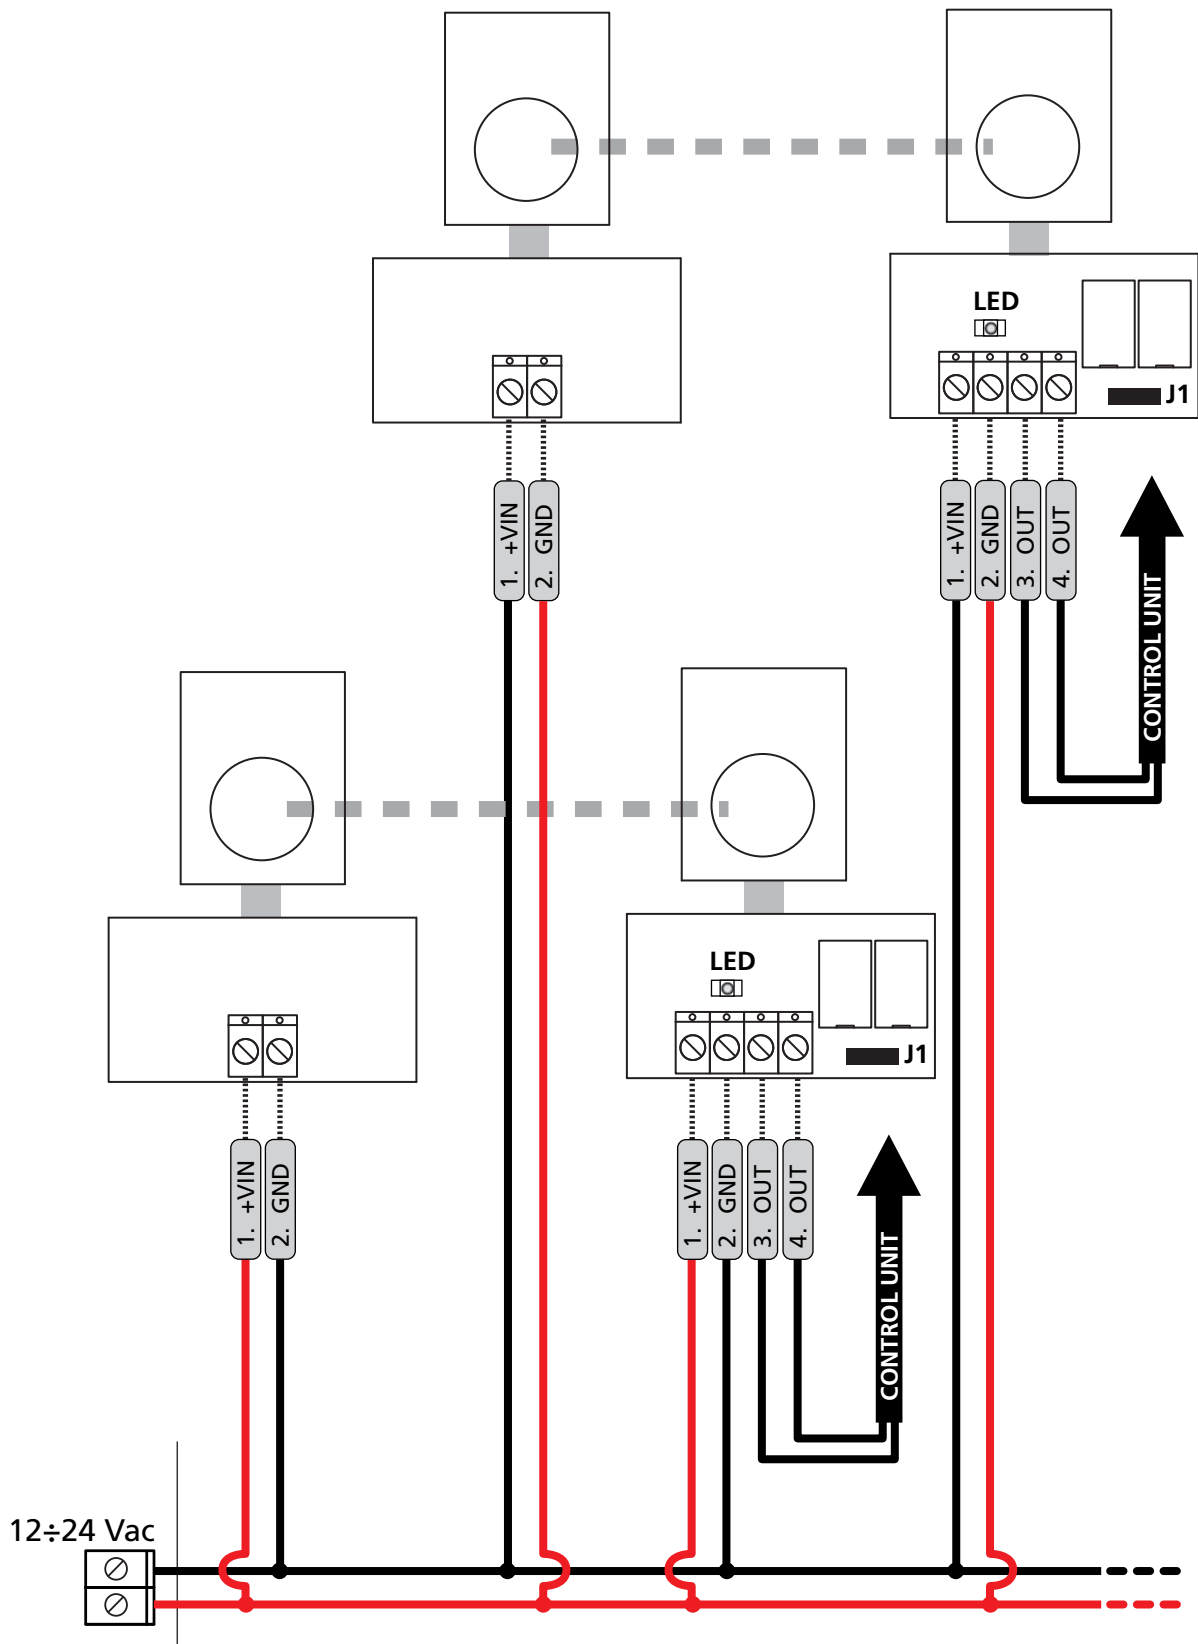 LED
J1
1. +VIN
2. GND
1. +VIN
2. GND
3. OUT
4. OUT
CONTROL UNIT
LED
J1
1. +VIN
2. GND
1. +VIN
2. GND
3. OUT
4. OUT
CONTROL UNIT
12÷24 Vac